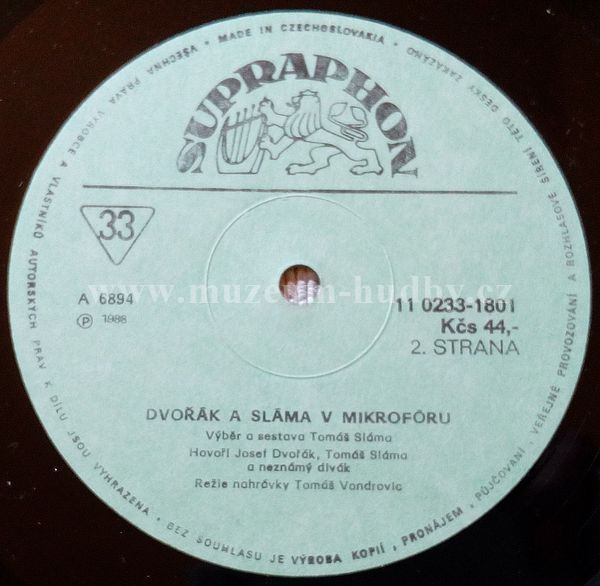 SUPRAPHON
33
A 6894
Ⓟ 1988
11 0233-1801
Kčs 44,-
2. STRANA
DVOŘÁK A SLÁMA V MIKROFÓRU
Výběr a sestava Tomáš Sláma
Hovoří Josef Dvořák, Tomáš Sláma
a neznámý divák
Režie nahrávky Tomáš Vondrovic
VŠECHNA PRÁVA VÝROBCE A VLASTNÍKŮ AUTORSKÝCH PRÁV K DÍLU JSOU VYHRAZENA · BEZ SOUHLASU JE VÝROBA KOPIÍ, PRONÁJEM, PŮJČOVÁNÍ, VEŘEJNÉ PROVOZOVÁNÍ A ROZHLASOVÉ ŠÍŘENÍ TÉTO DESKY ZAKÁZÁNO · MADE IN CZECHOSLOVAKIA ·
www.muzeum-hudby.cz